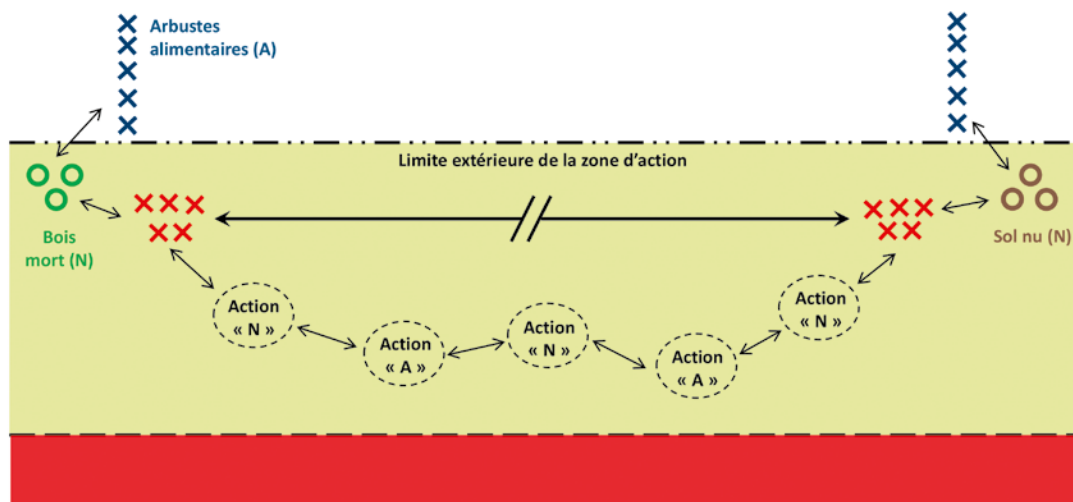 Arbustes
alimentaires (A)
Limite extérieure de la zone d'action
Bois
mort (N)
Sol nu (N)
Action
« N »
Action
« A »
Action
« N »
Action
« A »
Action
« N »